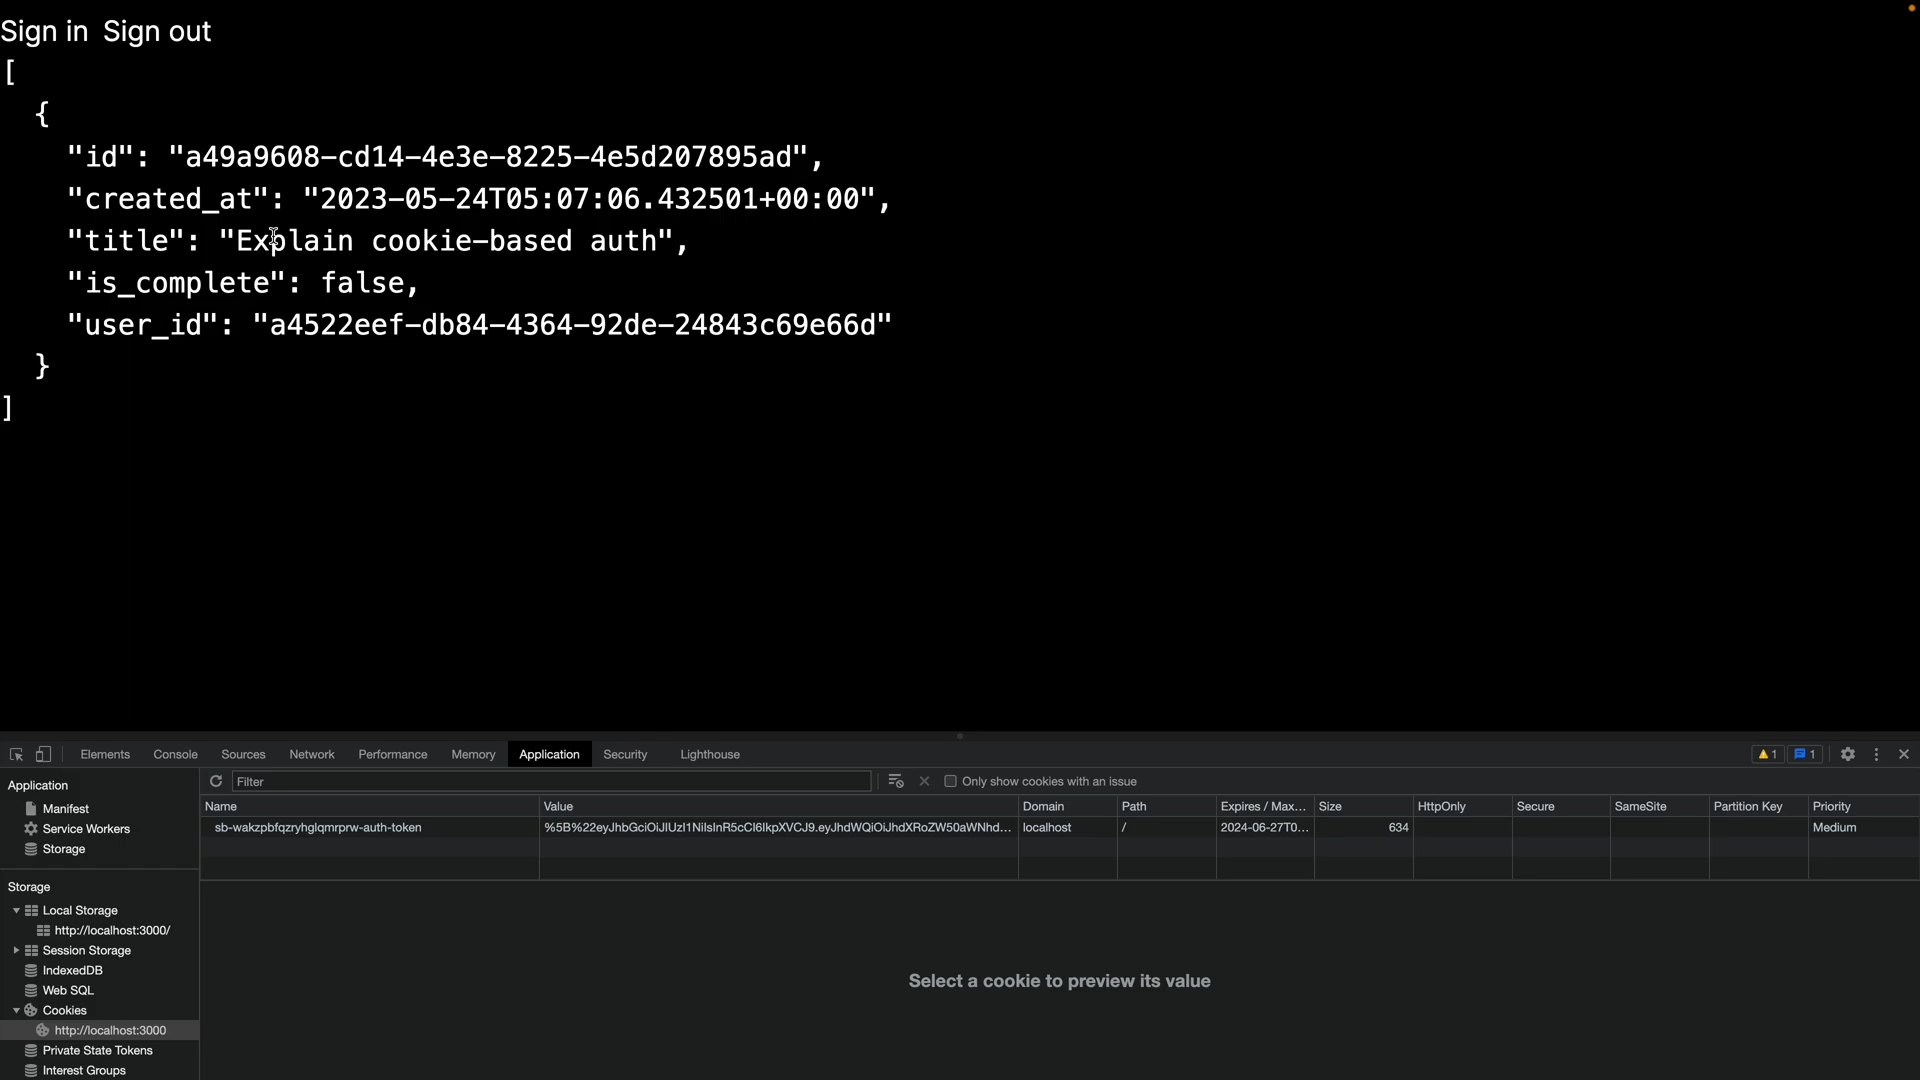 Sign in Sign out
[
{
"id": "a49a9608-cd14-4e3e-8225-4e5d207895ad",
"created_at": "2023-05-24T05:07:06.432501+00:00",
"title": "Explain cookie-based auth",
"is_complete": false,
"user_id": "a4522eef-db84-4364-92de-24843c69e66d"
}
]
Elements Console Sources Network Performance Memory Application Security Lighthouse 1 1
Application
Manifest
Service Workers
Storage
Storage
Local Storage
http://localhost:3000/
Session Storage
IndexedDB
Web SQL
Cookies
http://localhost:3000
Private State Tokens
Interest Groups
Filter Only show cookies with an issue
Name Value Domain Path Expires / Max... Size HttpOnly Secure SameSite Partition Key Priority
sb-wakzpbfqzryhglqmrprw-auth-token %5B%22eyJhbGciOiJIUzI1NiIsInR5cCI6IkpXVCJ9.eyJhdWQiOiJhdXRoZW50aWNhd... localhost / 2024-06-27T0... 634 Medium
Select a cookie to preview its value